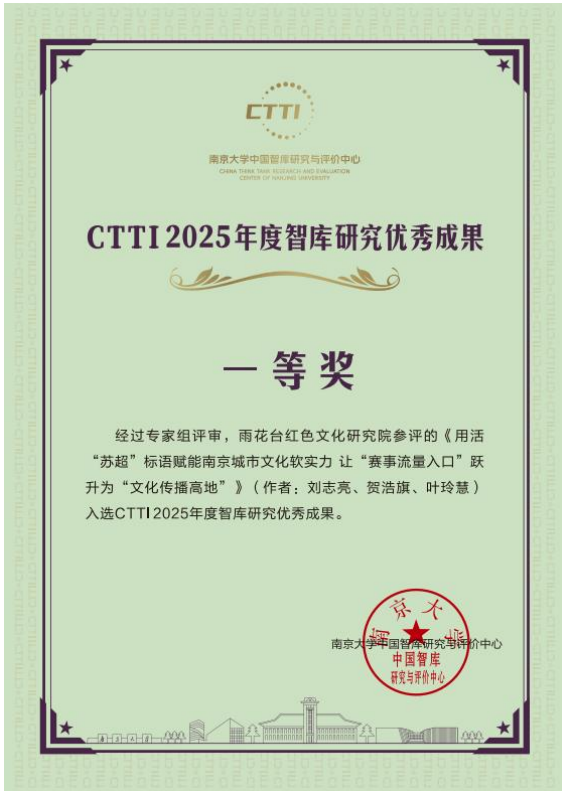 CTTI
南京大学中国智库研究与评价中心
CHINA THINK TANK RESEARCH AND EVALUATION
CENTER OF NANJING UNIVERSITY
CTTI 2025年度智库研究优秀成果
一等奖
经过专家组评审，雨花台红色文化研究院参评的《用活
“苏超”标语赋能南京城市文化软实力 让“赛事流量入口”跃
升为“文化传播高地”》（作者：刘志亮、贺浩旗、叶玲慧）
入选CTTI 2025年度智库研究优秀成果。
南京大学中国智库研究与评价中心
南京大学
中国智库
研究与评价中心